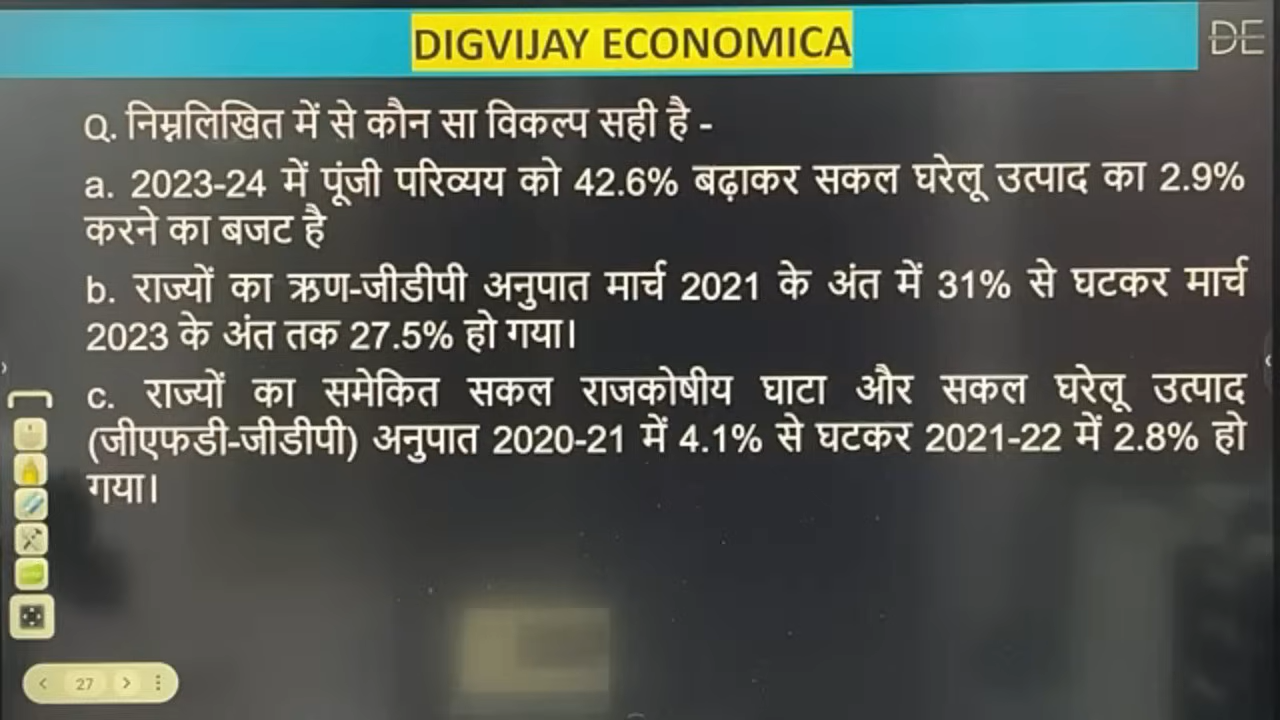 DIGVIJAY ECONOMICA
DE
Q. निम्नलिखित में से कौन सा विकल्प सही है -
a. 2023-24 में पूंजी परिव्यय को 42.6% बढ़ाकर सकल घरेलू उत्पाद का 2.9%
करने का बजट है
b. राज्यों का ऋण-जीडीपी अनुपात मार्च 2021 के अंत में 31% से घटकर मार्च
2023 के अंत तक 27.5% हो गया।
c. राज्यों का समेकित सकल राजकोषीय घाटा और सकल घरेलू उत्पाद
(जीएफडी-जीडीपी) अनुपात 2020-21 में 4.1% से घटकर 2021-22 में 2.8% हो
गया।
27